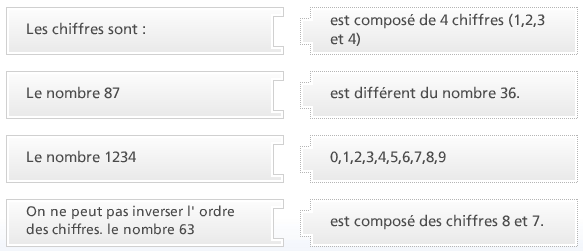 Les chiffres sont :
est composé de 4 chiffres (1,2,3
et 4)
Le nombre 87
est différent du nombre 36.
Le nombre 1234
0,1,2,3,4,5,6,7,8,9
On ne peut pas inverser l' ordre
des chiffres. le nombre 63
est composé des chiffres 8 et 7.